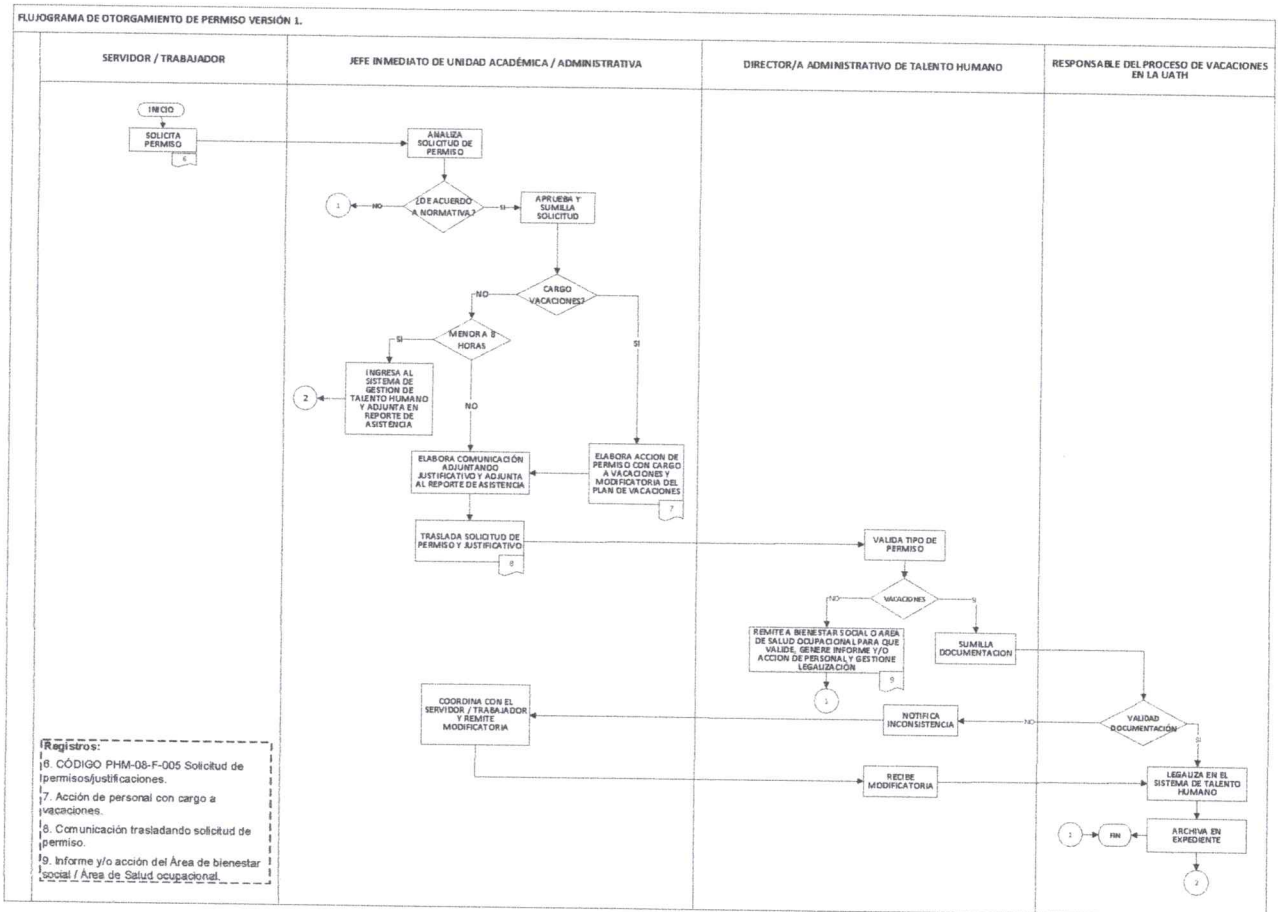 FLUJOGRAMA DE OTORGAMIENTO DE PERMISO VERSIÓN 1.
SERVIDOR / TRABAJADOR
JEFE INMEDIATO DE UNIDAD ACADÉMICA / ADMINISTRATIVA
DIRECTOR/A ADMINISTRATIVO DE TALENTO HUMANO
RESPONSABLE DEL PROCESO DE VACACIONES
EN LA UATH
INICIO
SOLICITA
PERMISO
6
ANALIZA
SOLICITUD DE
PERMISO
¿DE ACUERDO
A NORMATIVA?
NO
1
SI
APRUEBA Y
SUMILLA
SOLICITUD
CARGO
VACACIONES?
NO
SI
MENOR A 8
HORAS
SI
NO
INGRESA AL
SISTEMA DE
GESTION DE
TALENTO HUMANO
Y ADJUNTA EN
REPORTE DE
ASISTENCIA
2
ELABORA COMUNICACIÓN
ADJUNTANDO
JUSTIFICATIVO Y ADJUNTA
AL REPORTE DE ASISTENCIA
ELABORA ACCION DE
PERMISO CON CARGO
A VACACIONES Y
MODIFICATORIA DEL
PLAN DE VACACIONES
7
TRASLADA SOLICITUD DE
PERMISO Y JUSTIFICATIVO
8
VALIDA TIPO DE
PERMISO
VACACIONES
NO
SI
REMITE A BIENESTAR SOCIAL O AREA
DE SALUD OCUPACIONAL PARA QUE
VALIDE, GENERE INFORME Y/O
ACCION DE PERSONAL Y GESTIONE
LEGALIZACIÓN
9
1
SUMILLA
DOCUMENTACION
VALIDAD
DOCUMENTACIÓN
NO
SI
NOTIFICA
INCONSISTENCIA
COORDINA CON EL
SERVIDOR / TRABAJADOR
Y REMITE
MODIFICATORIA
RECIBE
MODIFICATORIA
LEGALIZA EN EL
SISTEMA DE TALENTO
HUMANO
ARCHIVA EN
EXPEDIENTE
1
FIN
2
Registros:
6. CÓDIGO PHM-08-F-005 Solicitud de
permisos/justificaciones.
7. Acción de personal con cargo a
vacaciones.
8. Comunicación trasladando solicitud de
permiso.
9. Informe y/o acción del Área de bienestar
social / Área de Salud ocupacional.